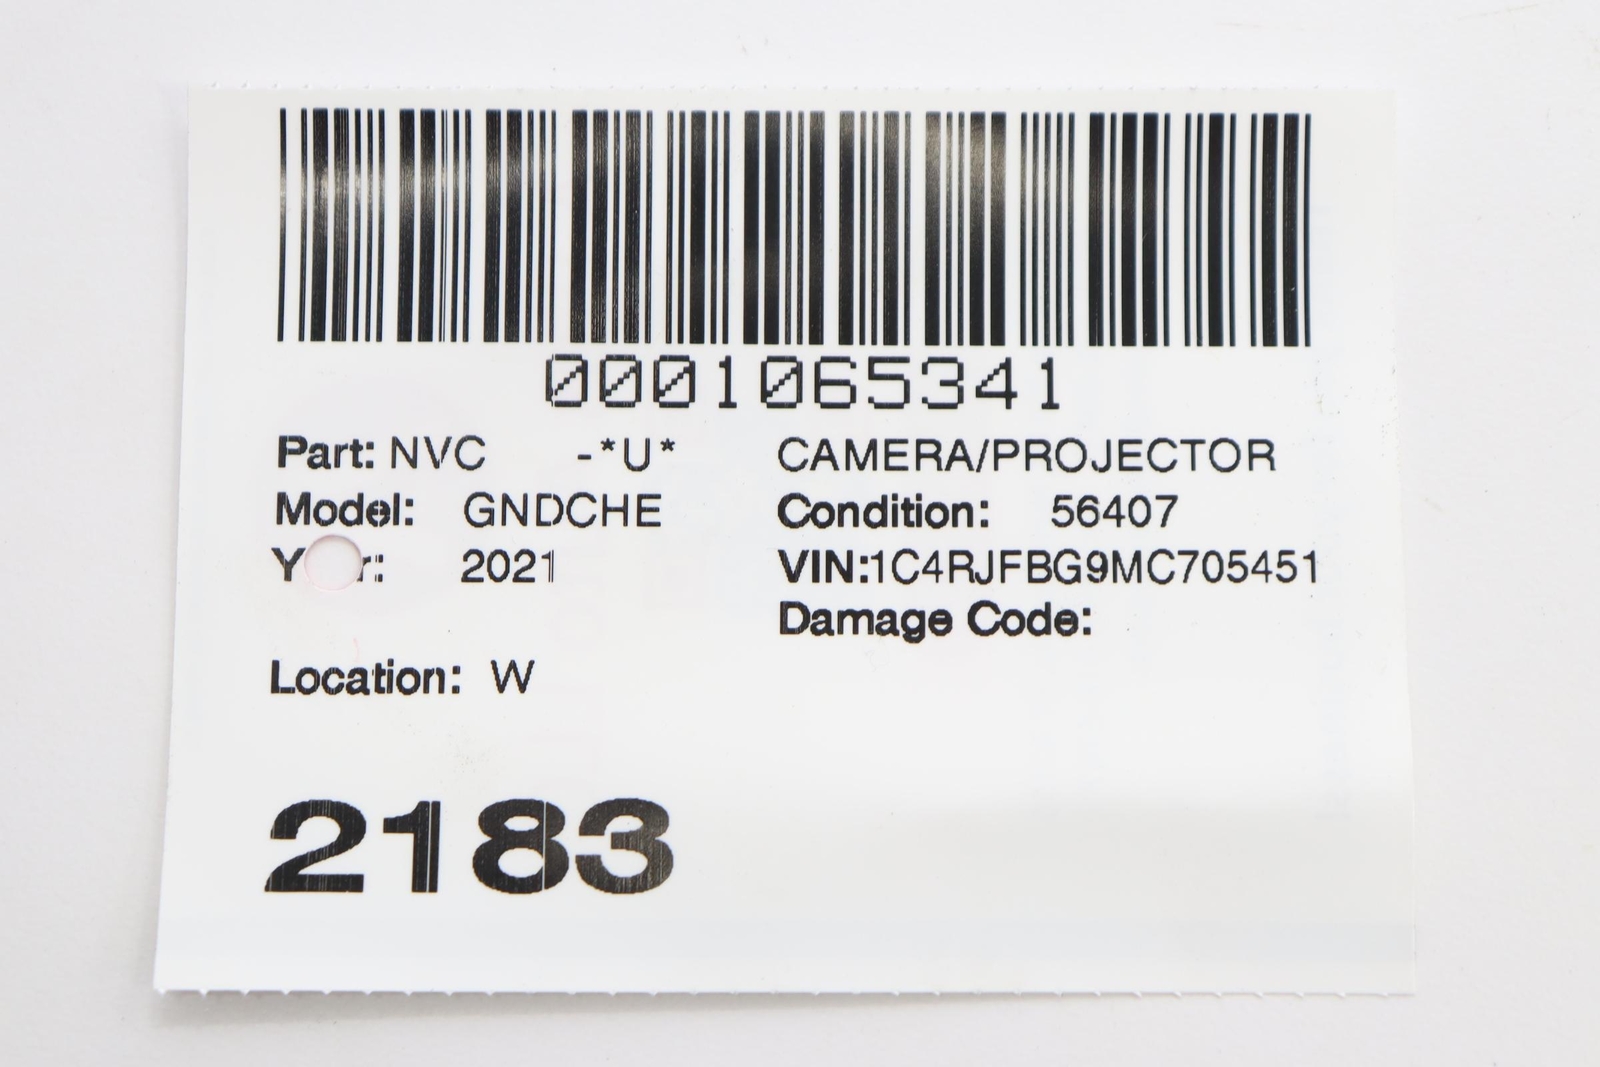 0001065341
Part: NVC -*U* CAMERA/PROJECTOR
Model: GNDCHE Condition: 56407
Y r: 2021 VIN:1C4RJFBG9MC705451
Damage Code:
Location: W
2183